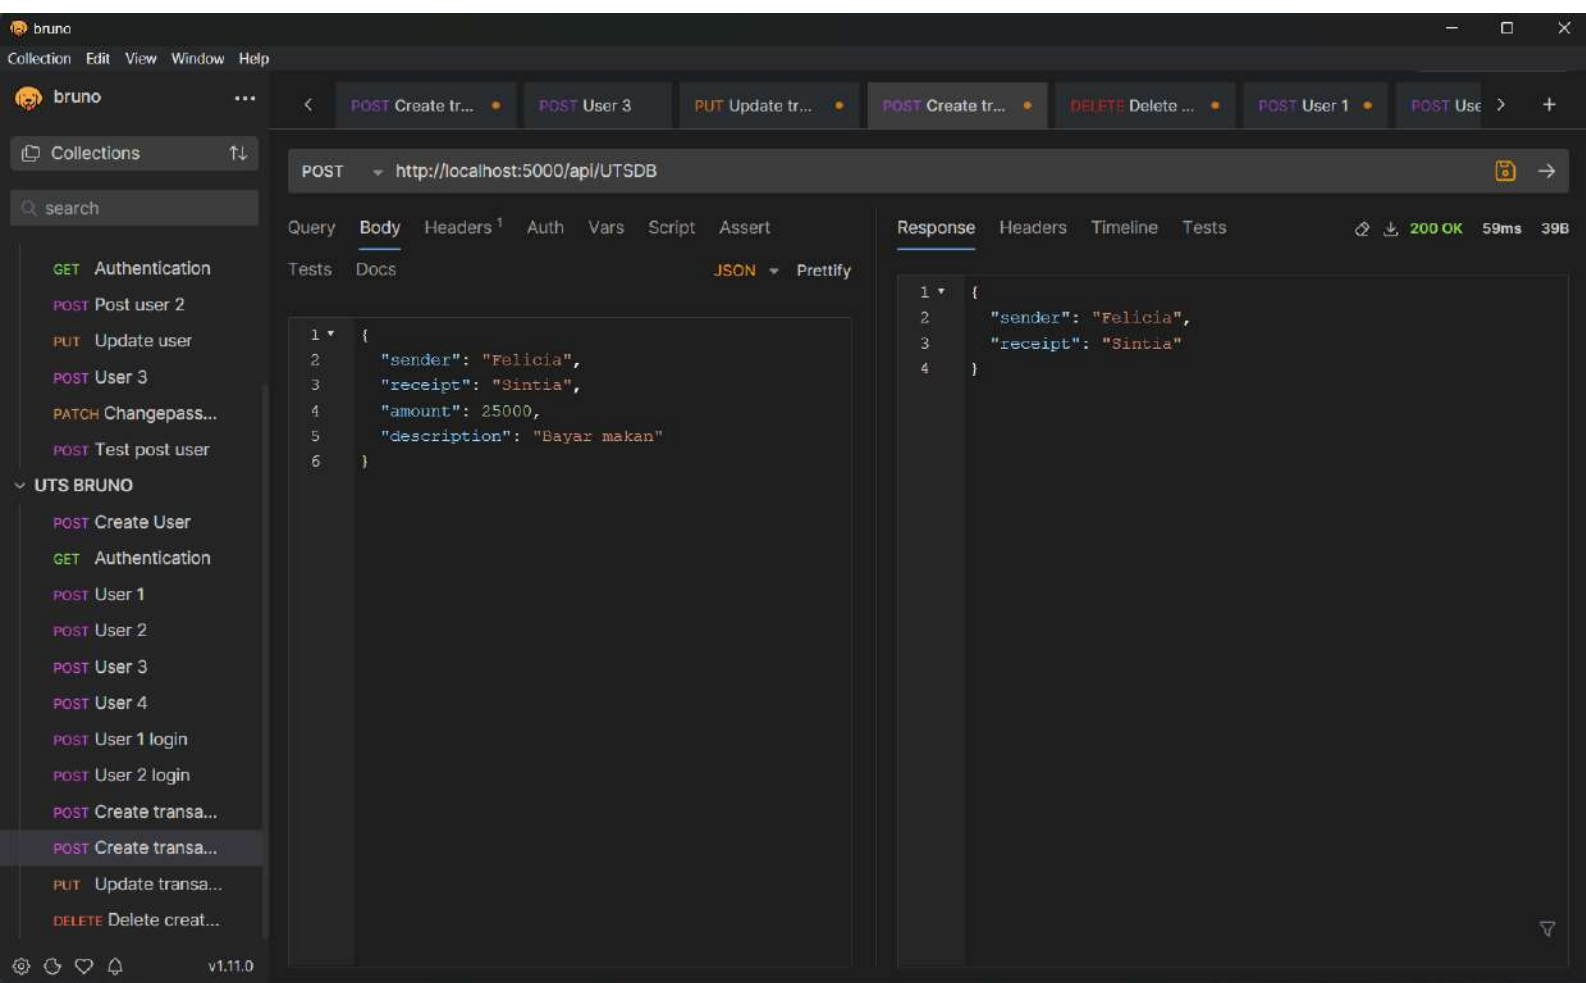 bruno
Collection Edit View Window Help
bruno ...
POST Create tr... POST User 3 PUT Update tr... POST Create tr... DELETE Delete ... POST User 1 POST Use
Collections
POST http://localhost:5000/api/UTSDB
search
Query Body Headers 1 Auth Vars Script Assert
Tests Docs JSON Prettify
Response Headers Timeline Tests 200 OK 59ms 39B
GET Authentication
POST Post user 2
PUT Update user
POST User 3
PATCH Changepass...
POST Test post user
UTS BRUNO
POST Create User
GET Authentication
POST User 1
POST User 2
POST User 3
POST User 4
POST User 1 login
POST User 2 login
POST Create transa...
POST Create transa...
PUT Update transa...
DELETE Delete creat...
v1.11.0
1 {
2 "sender": "Felicia",
3 "receipt": "Sintia",
4 "amount": 25000,
5 "description": "Bayar makan"
6 }
1 {
2 "sender": "Felicia",
3 "receipt": "Sintia"
4 }